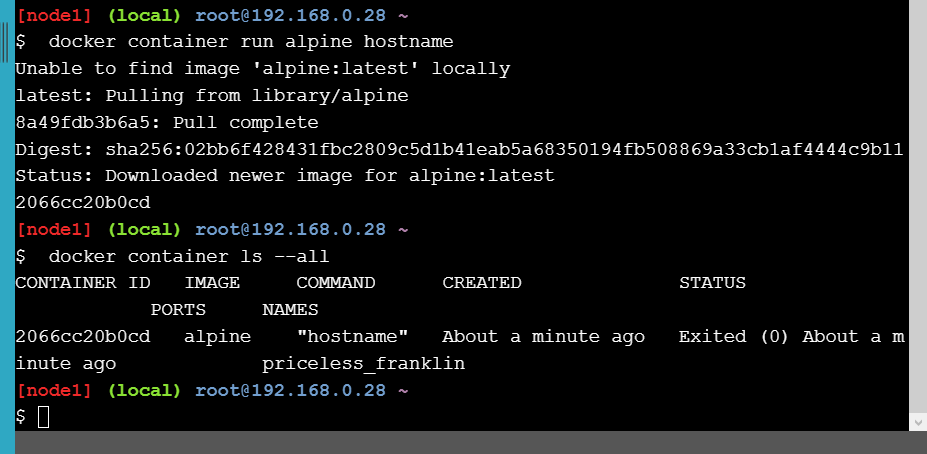 [node1] (local) root@192.168.0.28 ~
$  docker container run alpine hostname
Unable to find image 'alpine:latest' locally
latest: Pulling from library/alpine
8a49fdb3b6a5: Pull complete
Digest: sha256:02bb6f428431fbc2809c5d1b41eab5a68350194fb508869a33cb1af4444c9b11
Status: Downloaded newer image for alpine:latest
2066cc20b0cd
[node1] (local) root@192.168.0.28 ~
$  docker container ls --all
CONTAINER ID   IMAGE     COMMAND      CREATED              STATUS
            PORTS     NAMES
2066cc20b0cd   alpine    "hostname"   About a minute ago   Exited (0) About a m
inute ago             priceless_franklin
[node1] (local) root@192.168.0.28 ~
$